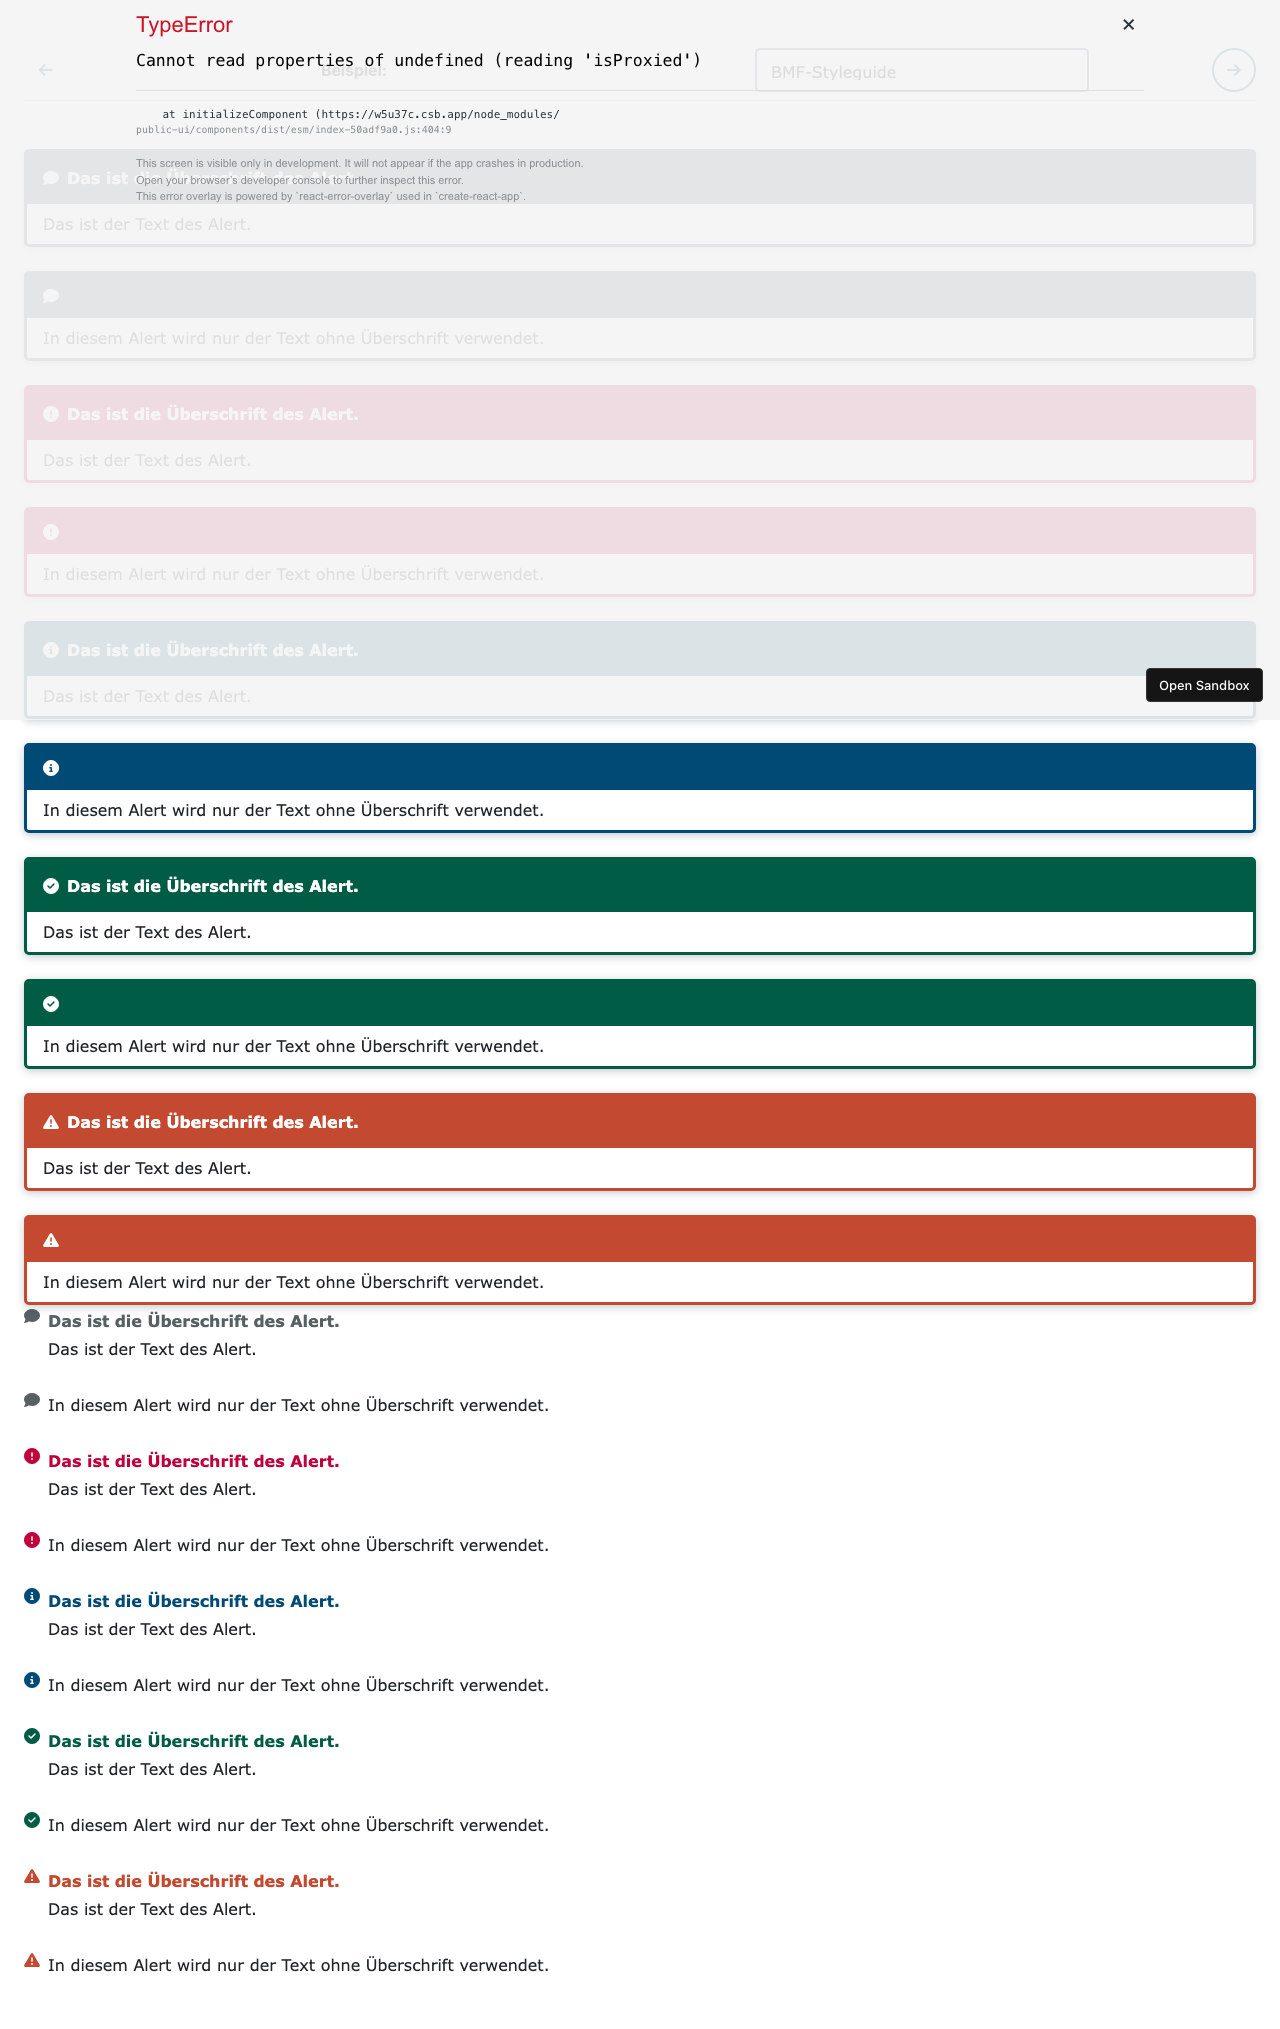 TypeError
Cannot read properties of undefined (reading 'isProxied')
Beispiel:
BMF-Styleguide
at initializeComponent (https://w5u37c.csb.app/node_modules/
public-ui/components/dist/esm/index-50adf9a0.js:404:9
This screen is visible only in development. It will not appear if the app crashes in production.
Das ist die Überschrift des Alert.
Open your browser's developer console to further inspect this error.
This error overlay is powered by `react-error-overlay` used in `create-react-app`.
Das ist der Text des Alert.
In diesem Alert wird nur der Text ohne Überschrift verwendet.
Das ist die Überschrift des Alert.
Das ist der Text des Alert.
In diesem Alert wird nur der Text ohne Überschrift verwendet.
Das ist die Überschrift des Alert.
Das ist der Text des Alert.
Open Sandbox
In diesem Alert wird nur der Text ohne Überschrift verwendet.
Das ist die Überschrift des Alert.
Das ist der Text des Alert.
In diesem Alert wird nur der Text ohne Überschrift verwendet.
Das ist die Überschrift des Alert.
Das ist der Text des Alert.
In diesem Alert wird nur der Text ohne Überschrift verwendet.
Das ist die Überschrift des Alert.
Das ist der Text des Alert.
In diesem Alert wird nur der Text ohne Überschrift verwendet.
Das ist die Überschrift des Alert.
Das ist der Text des Alert.
In diesem Alert wird nur der Text ohne Überschrift verwendet.
Das ist die Überschrift des Alert.
Das ist der Text des Alert.
In diesem Alert wird nur der Text ohne Überschrift verwendet.
Das ist die Überschrift des Alert.
Das ist der Text des Alert.
In diesem Alert wird nur der Text ohne Überschrift verwendet.
Das ist die Überschrift des Alert.
Das ist der Text des Alert.
In diesem Alert wird nur der Text ohne Überschrift verwendet.